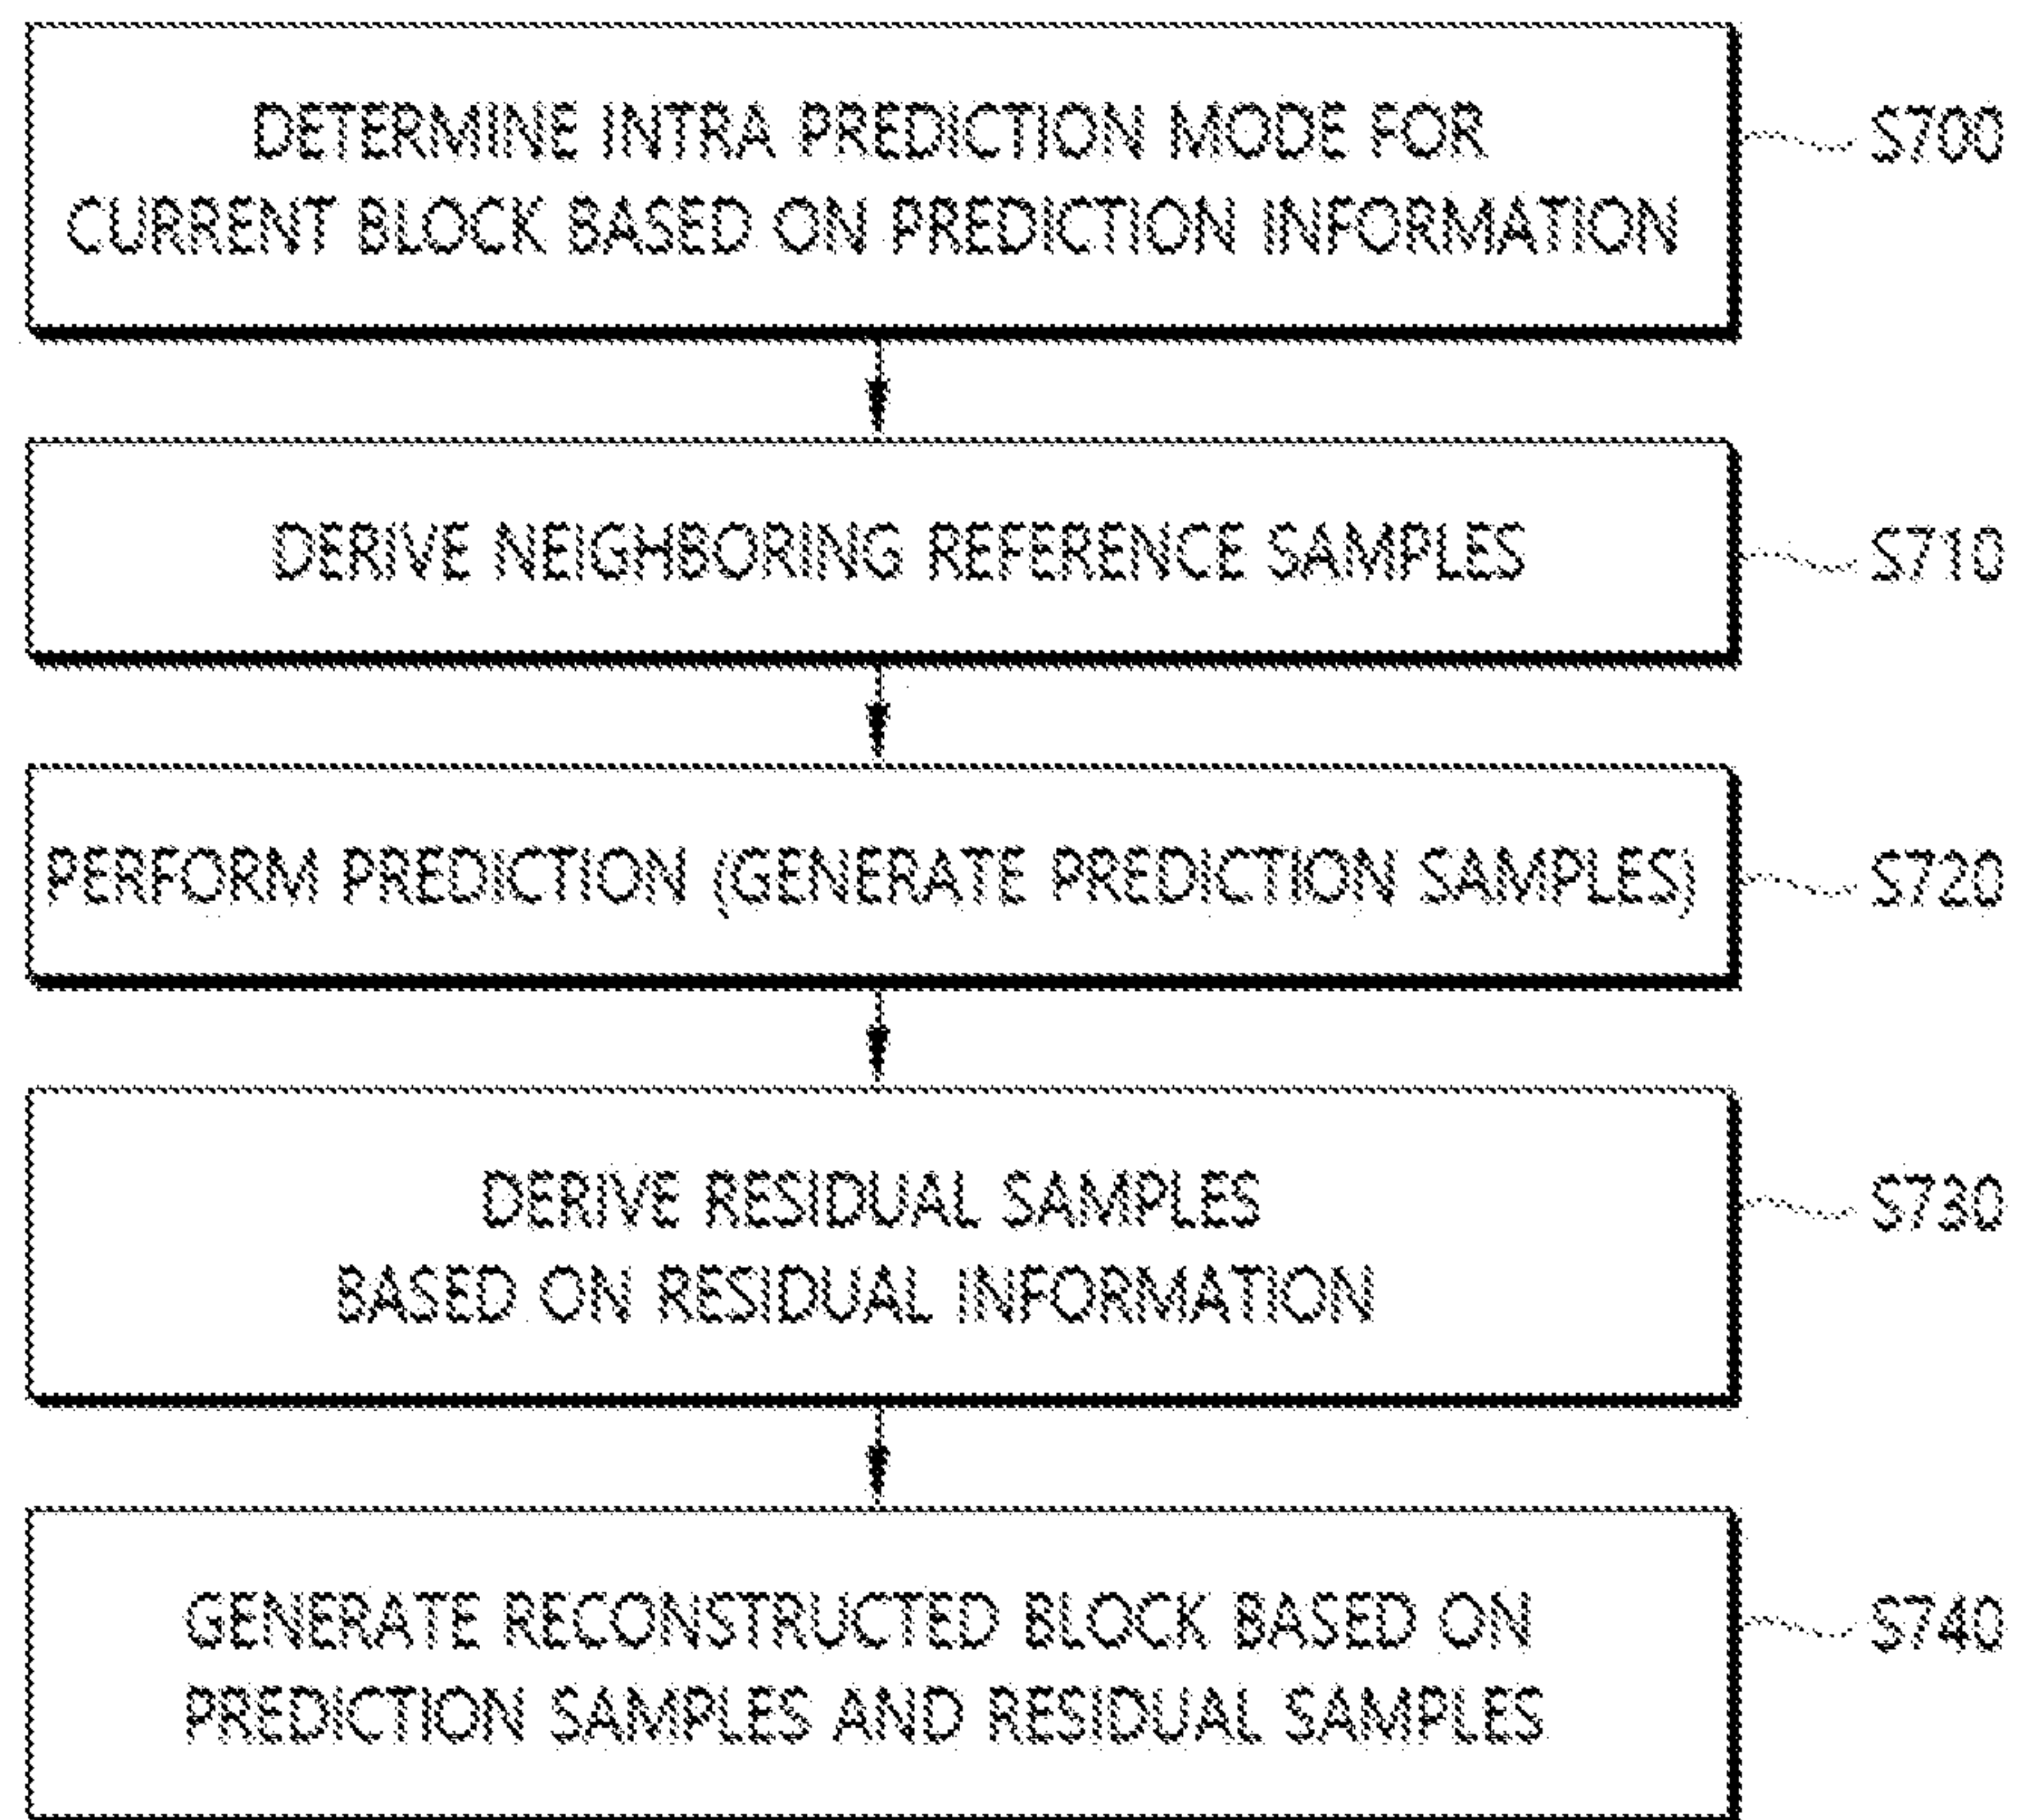 DETERMINE INTRA PREDICTION MODE FOR
CURRENT BLOCK BASED ON PREDICTION INFORMATION
S700
DERIVE NEIGHBORING REFERENCE SAMPLES
S710
PERFORM PREDICTION (GENERATE PREDICTION SAMPLES)
S720
DERIVE RESIDUAL SAMPLES
BASED ON RESIDUAL INFORMATION
S730
GENERATE RECONSTRUCTED BLOCK BASED ON
PREDICTION SAMPLES AND RESIDUAL SAMPLES
S740